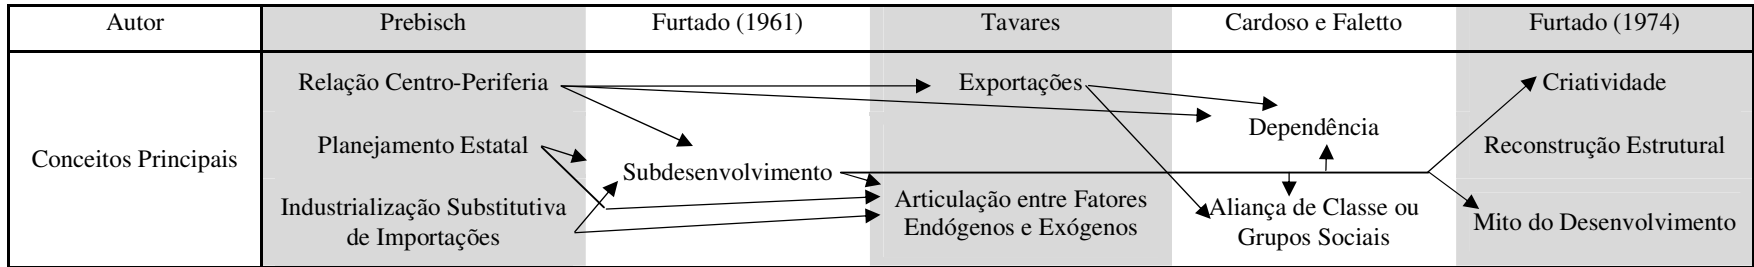 Autor
Prebisch
Furtado (1961)
Tavares
Cardoso e Faletto
Furtado (1974)
Conceitos Principais
Relação Centro-Periferia
Planejamento Estatal
Industrialização Substitutiva
de Importações
Subdesenvolvimento
Exportações
Articulação entre Fatores
Endógenos e Exógenos
Dependência
Aliança de Classe ou
Grupos Sociais
Criatividade
Reconstrução Estrutural
Mito do Desenvolvimento